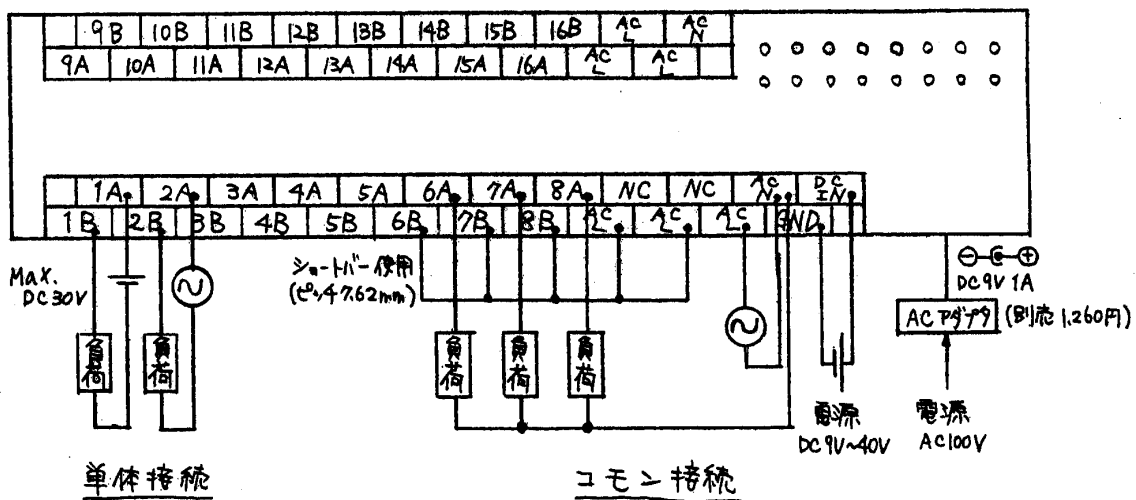 9B 10B 11B 12B 13B 14B 15B 16B AC L AC N
9A 10A 11A 12A 13A 14A 15A 16A AC L AC L
1A 2A 3A 4A 5A 6A 7A 8A NC NC AC N DC IN
1B 2B 3B 4B 5B 6B 7B 8B AC L AC L AC L GND
Max.
DC30V
ショートバー使用
(ピッチ7.62mm)
⊖ ⊕
DC9V 1A
ACアダプタ (別売1,260円)
負荷 負荷 負荷 負荷 負荷
電源
DC9V~40V
電源
AC100V
単体接続
コモン接続